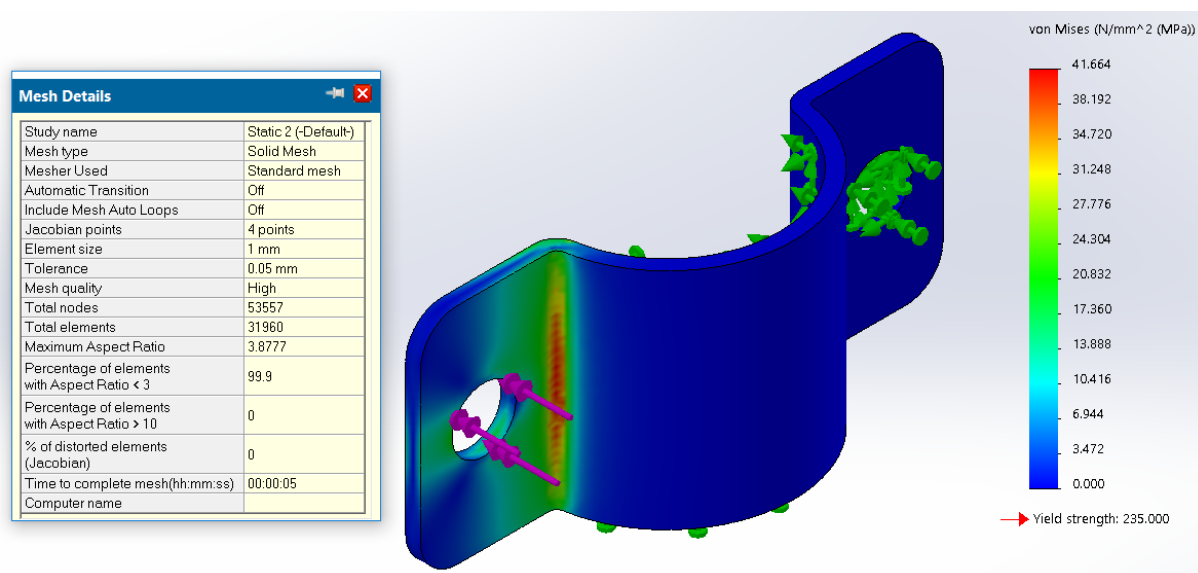 von Mises (N/mm^2 (MPa))
41.664
38.192
34.720
31.248
27.776
24.304
20.832
17.360
13.888
10.416
6.944
3.472
0.000
Yield strength: 235.000
Mesh Details
Study name Static 2 (-Default-)
Mesh type Solid Mesh
Mesher Used Standard mesh
Automatic Transition Off
Include Mesh Auto Loops Off
Jacobian points 4 points
Element size 1 mm
Tolerance 0.05 mm
Mesh quality High
Total nodes 53557
Total elements 31960
Maximum Aspect Ratio 3.8777
Percentage of elements
with Aspect Ratio < 3 99.9
Percentage of elements
with Aspect Ratio > 10 0
% of distorted elements
(Jacobian) 0
Time to complete mesh(hh:mm:ss) 00:00:05
Computer name